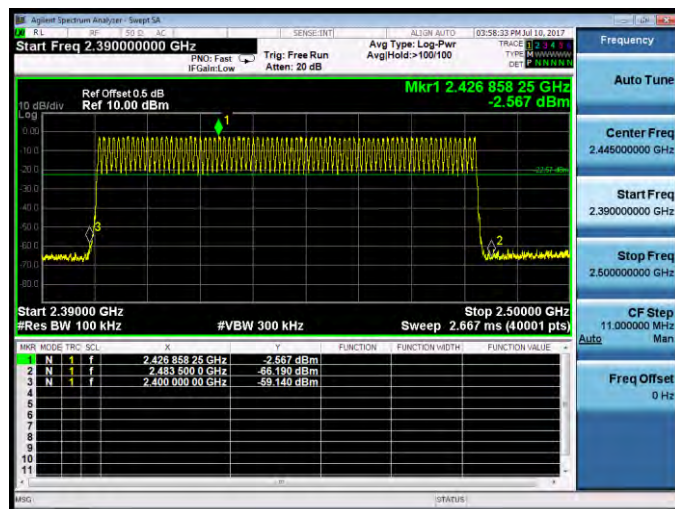 Agilent Spectrum Analyzer - Swept SA
RL RF 50 Ω AC SENSE:INT ALIGN AUTO 03:58:33 PM Jul 10, 2017
Start Freq 2.390000000 GHz
PNO: Fast
IFGain:Low
Trig: Free Run
Atten: 20 dB
Avg Type: Log-Pwr
Avg|Hold:>100/100
TRACE 1 2 3 4 5 6
TYPE M WWWWW
DET P N N N N N
Ref Offset 0.5 dB
10 dB/div Ref 10.00 dBm
Log
Mkr1 2.426 858 25 GHz
-2.567 dBm
0.00
-10.0
-20.0
-30.0
-40.0
-50.0
-60.0
-70.0
-80.0
1
2
3
-22.57 dBm
Start 2.39000 GHz Stop 2.50000 GHz
#Res BW 100 kHz #VBW 300 kHz Sweep 2.667 ms (40001 pts)
MKR MODE TRC SCL X Y FUNCTION FUNCTION WIDTH FUNCTION VALUE
1 N 1 f 2.426 858 25 GHz -2.567 dBm
2 N 1 f 2.483 500 0 GHz -66.190 dBm
3 N 1 f 2.400 000 00 GHz -59.140 dBm
4
5
6
7
8
9
10
11
MSG STATUS
Frequency
Auto Tune
Center Freq
2.445000000 GHz
Start Freq
2.390000000 GHz
Stop Freq
2.500000000 GHz
CF Step
11.000000 MHz
Auto Man
Freq Offset
0 Hz